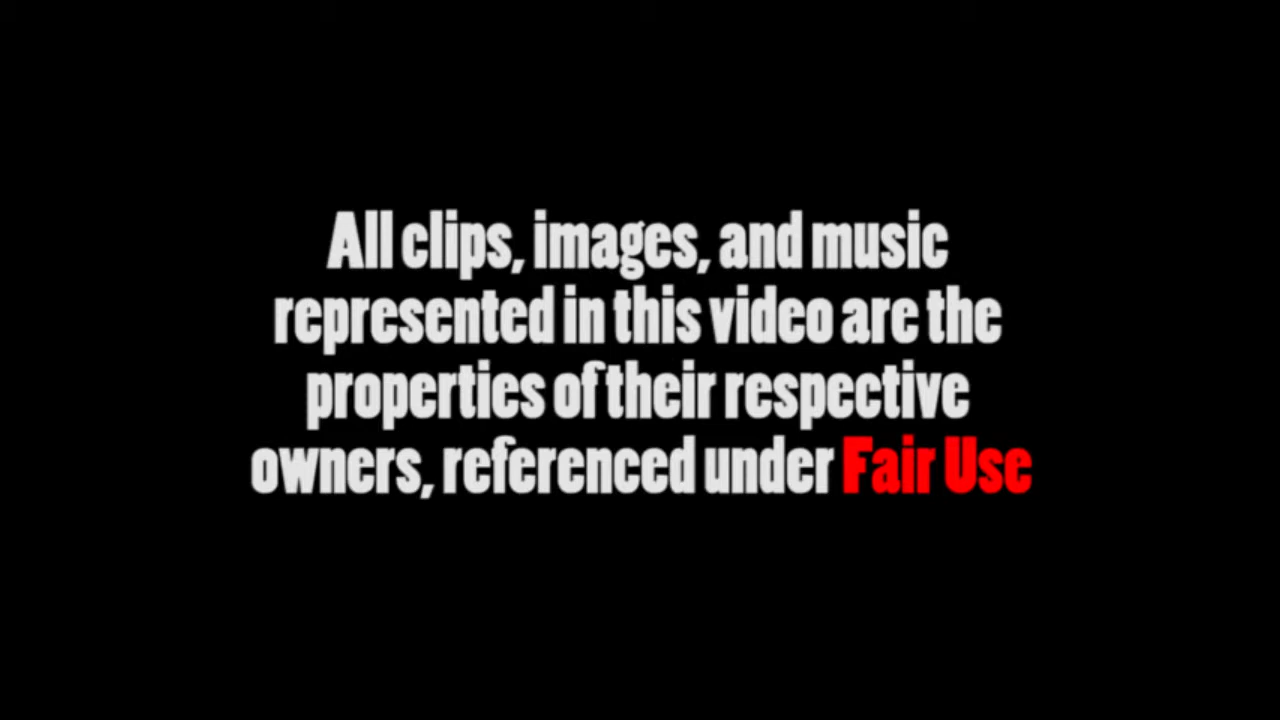 All clips, images, and music
represented in this video are the
properties of their respective
owners, referenced under Fair Use